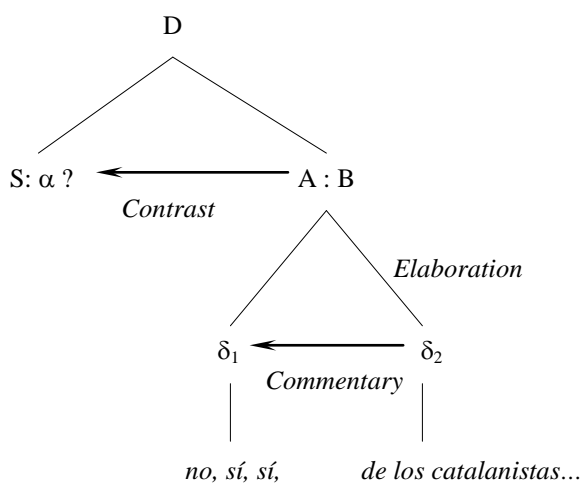 D
S: α ? A : B
Contrast
Elaboration
δ₁ δ₂
Commentary
no, sí, sí, de los catalanistas…